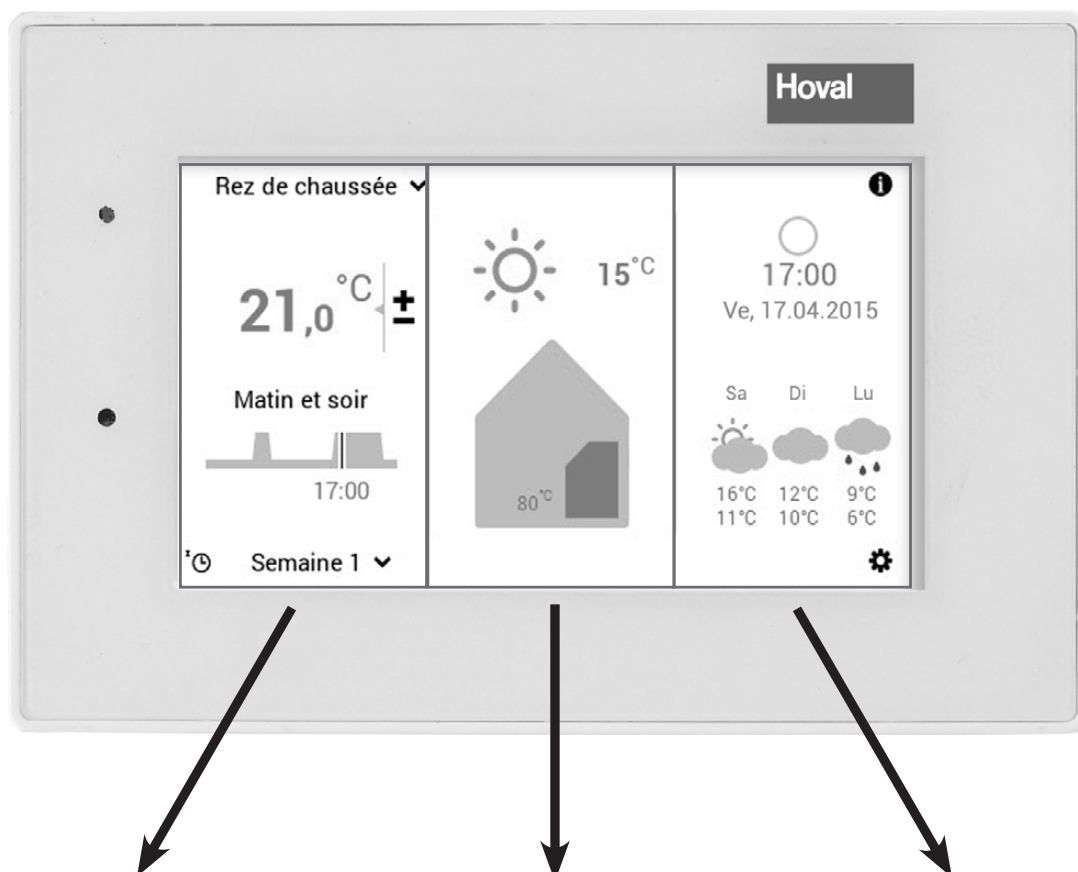 Hoval
Rez de chaussée
21,0 °C
±
Matin et soir
17:00
Semaine 1
15°C
80°C
i
17:00
Ve, 17.04.2015
Sa Di Lu
16°C 12°C 9°C
11°C 10°C 6°C